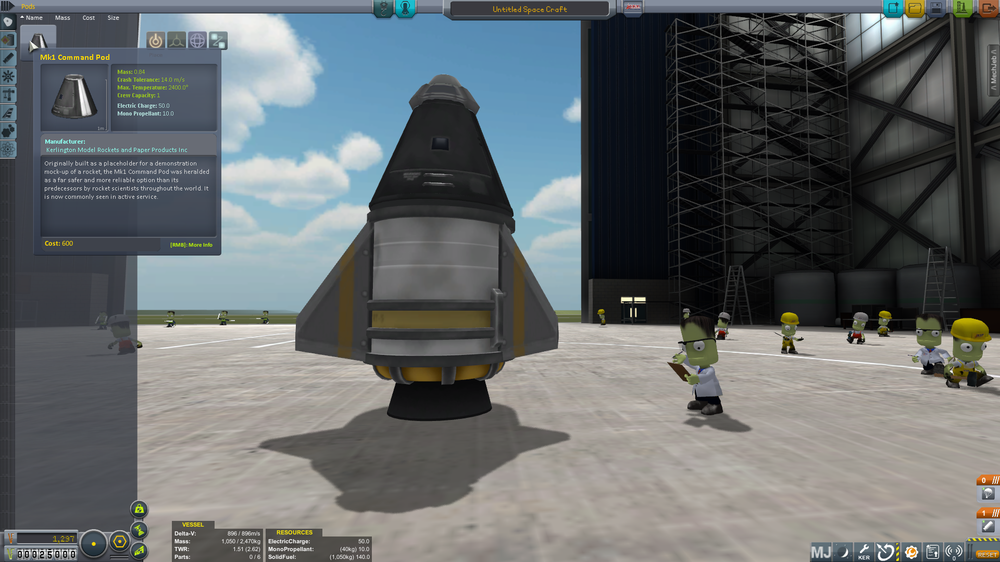 Pods
Untitled Space Craft
Name Mass Cost Size
Mk1 Command Pod
Mass: 0.84
Crash Tolerance: 14.0 m/s
Max. Temperature: 2400.0°
Crew Capacity: 1
Electric Charge: 50.0
Mono Propellant: 10.0
1m
Manufacturer:
Kerlington Model Rockets and Paper Products Inc
Originally built as a placeholder for a demonstration
mock-up of a rocket, the Mk1 Command Pod was heralded
as a far safer and more reliable option than its
predecessors by rocket scientists throughout the world. It
is now commonly seen in active service.
Cost: 600
[RMB]: More Info
/\ MechJeb /\
0
1
1,297
00025000
VESSEL
Delta-V: 896 / 896m/s
Mass: 1,050 / 2,470kg
TWR: 1.51 (2.62)
Parts: 0 / 6
RESOURCES
ElectricCharge: 50.0
MonoPropellant: (40kg) 10.0
SolidFuel: (1,050kg) 140.0
MJ
KER
0
RESET